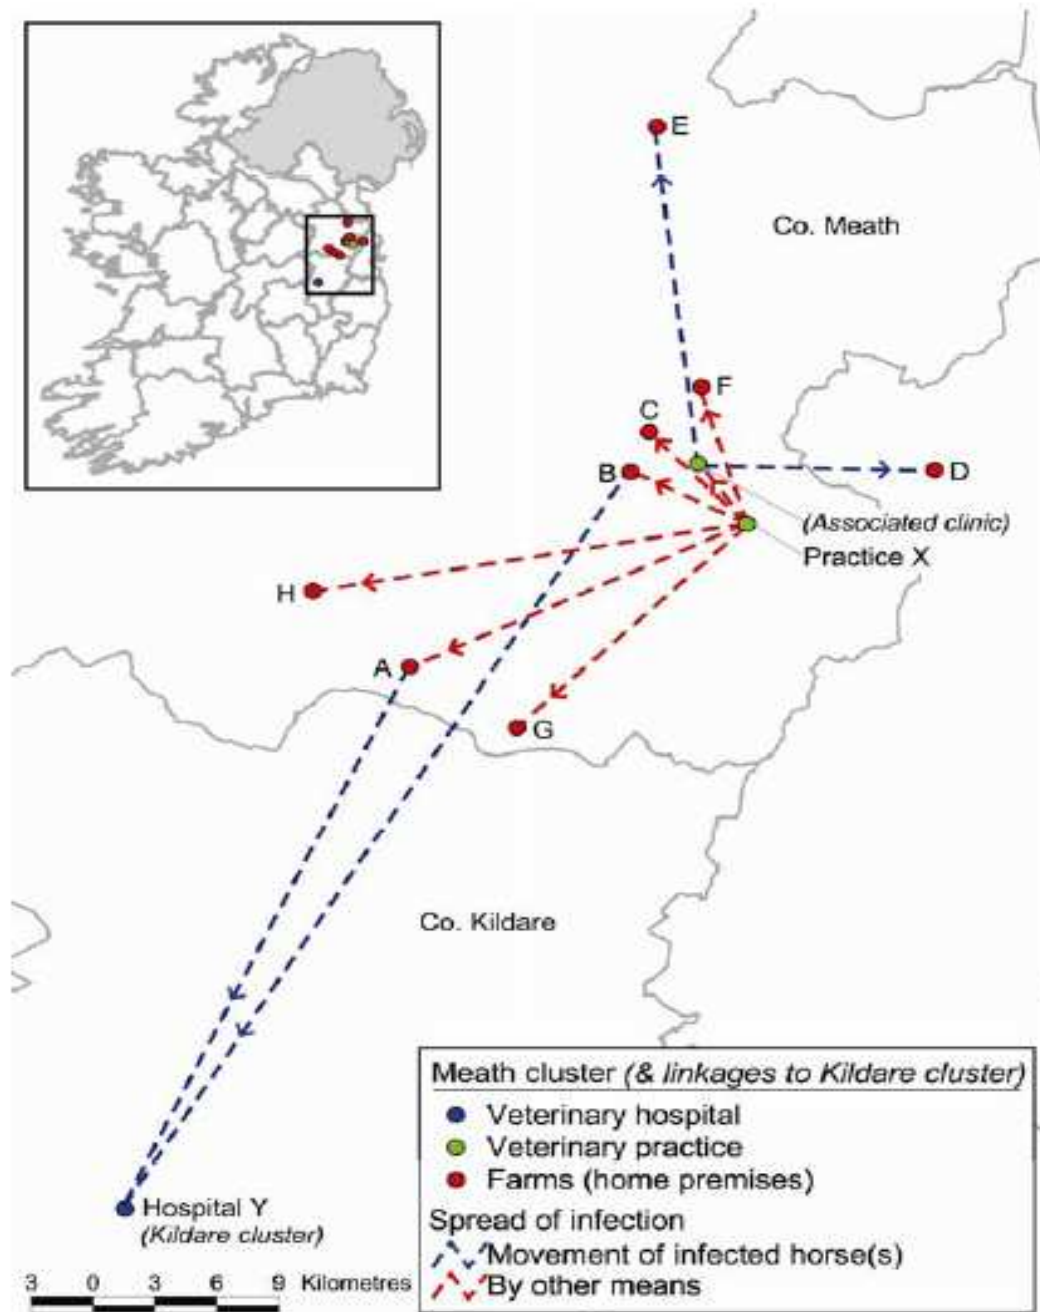 E
Co. Meath
F
C
B
D
(Associated clinic)
Practice X
H
A
G
Co. Kildare
Meath cluster (& linkages to Kildare cluster)
Veterinary hospital
Veterinary practice
Farms (home premises)
Spread of infection
Movement of infected horse(s)
By other means
Hospital Y
(Kildare cluster)
3 0 3 6 9 Kilometres